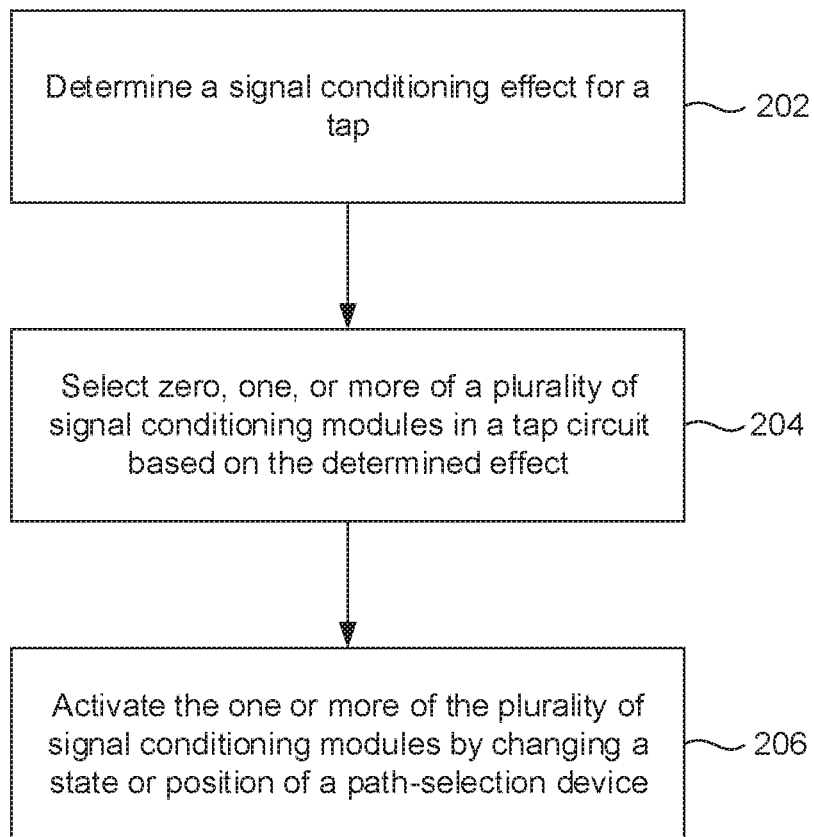 Determine a signal conditioning effect for a
tap
202
Select zero, one, or more of a plurality of
signal conditioning modules in a tap circuit
based on the determined effect
204
Activate the one or more of the plurality of
signal conditioning modules by changing a
state or position of a path-selection device
206